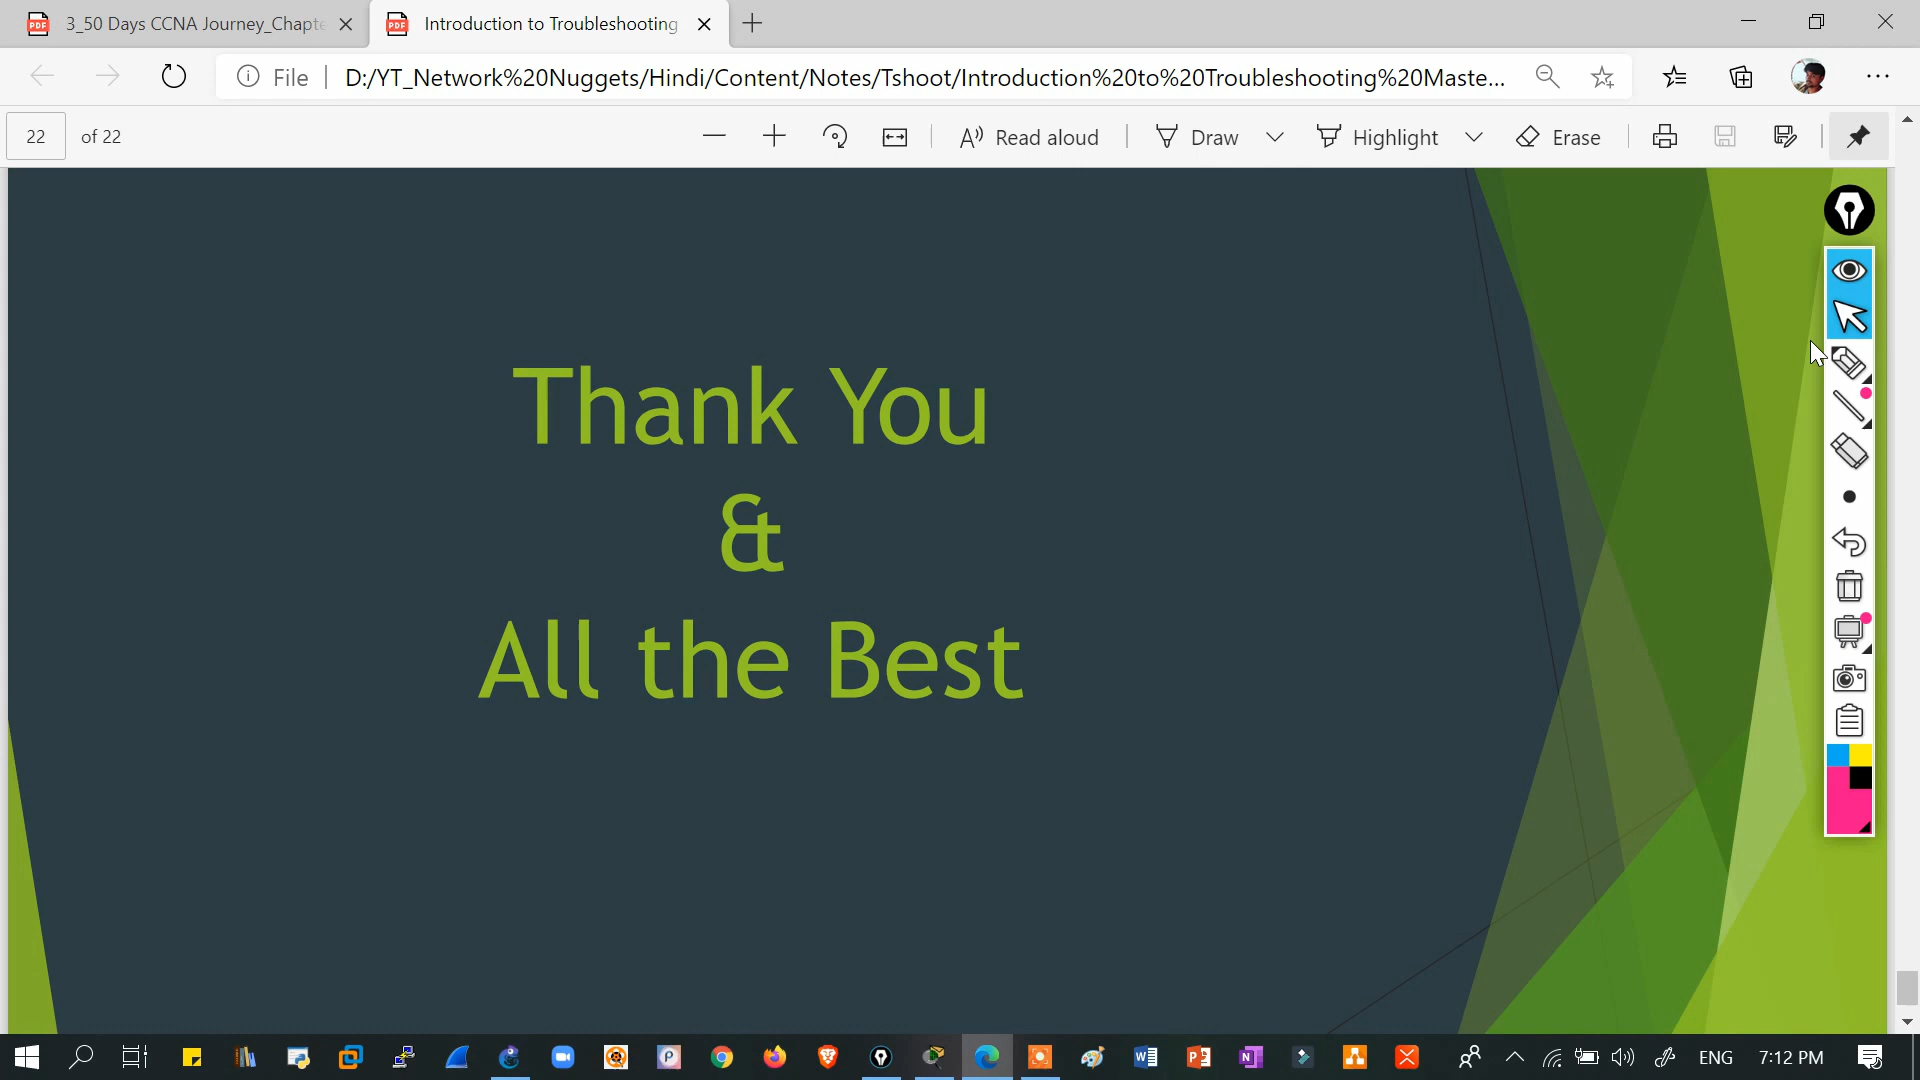 3_50 Days CCNA Journey_Chapte
Introduction to Troubleshooting
File
D:/YT_Network%20Nuggets/Hindi/Content/Notes/Tshoot/Introduction%20to%20Troubleshooting%20Maste...
22 of 22
Read aloud
Draw
Highlight
Erase
Thank You
&
All the Best
ENG
7:12 PM